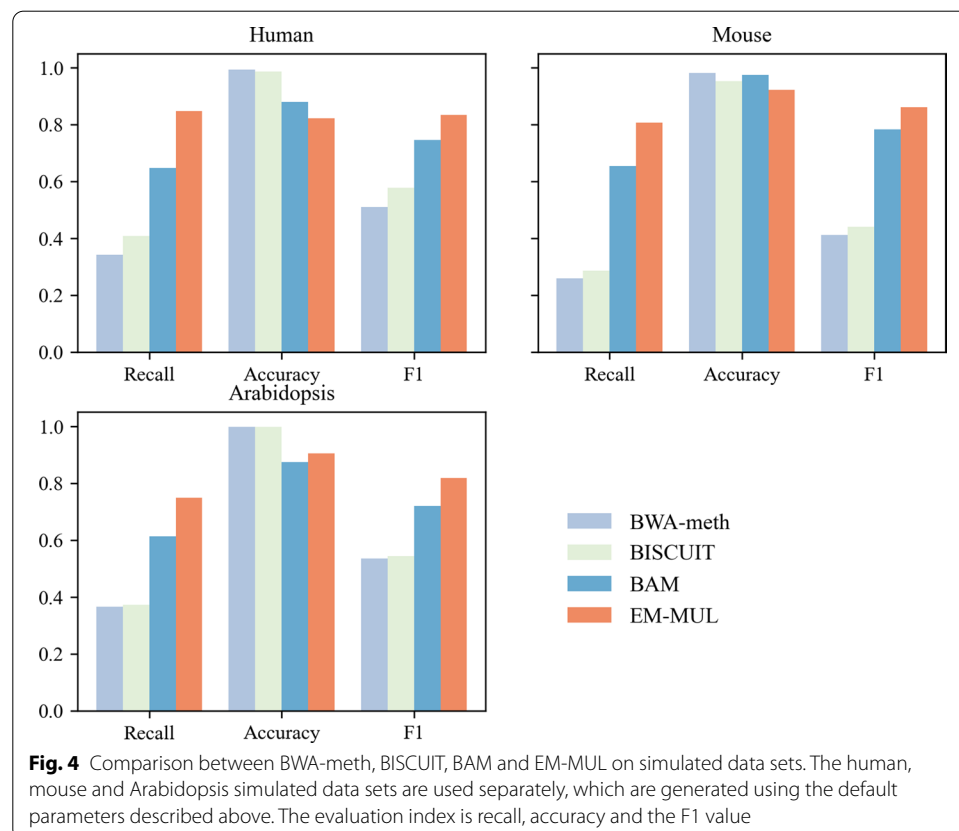 Human
1.0
0.8
0.6
0.4
0.2
0.0
Recall Accuracy F1
Mouse
Recall Accuracy F1
Arabidopsis
1.0
0.8
0.6
0.4
0.2
0.0
Recall Accuracy F1
BWA-meth
BISCUIT
BAM
EM-MUL
Fig. 4 Comparison between BWA-meth, BISCUIT, BAM and EM-MUL on simulated data sets. The human,
mouse and Arabidopsis simulated data sets are used separately, which are generated using the default
parameters described above. The evaluation index is recall, accuracy and the F1 value